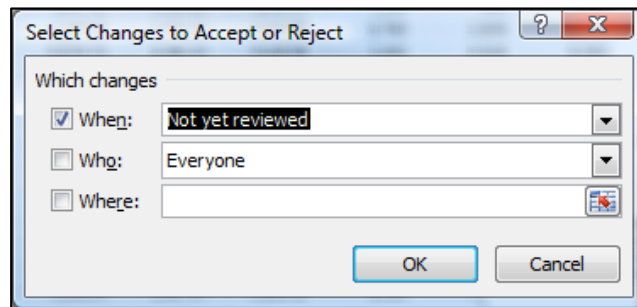 Select Changes to Accept or Reject
Which changes
When: Not yet reviewed
Who: Everyone
Where:
OK Cancel